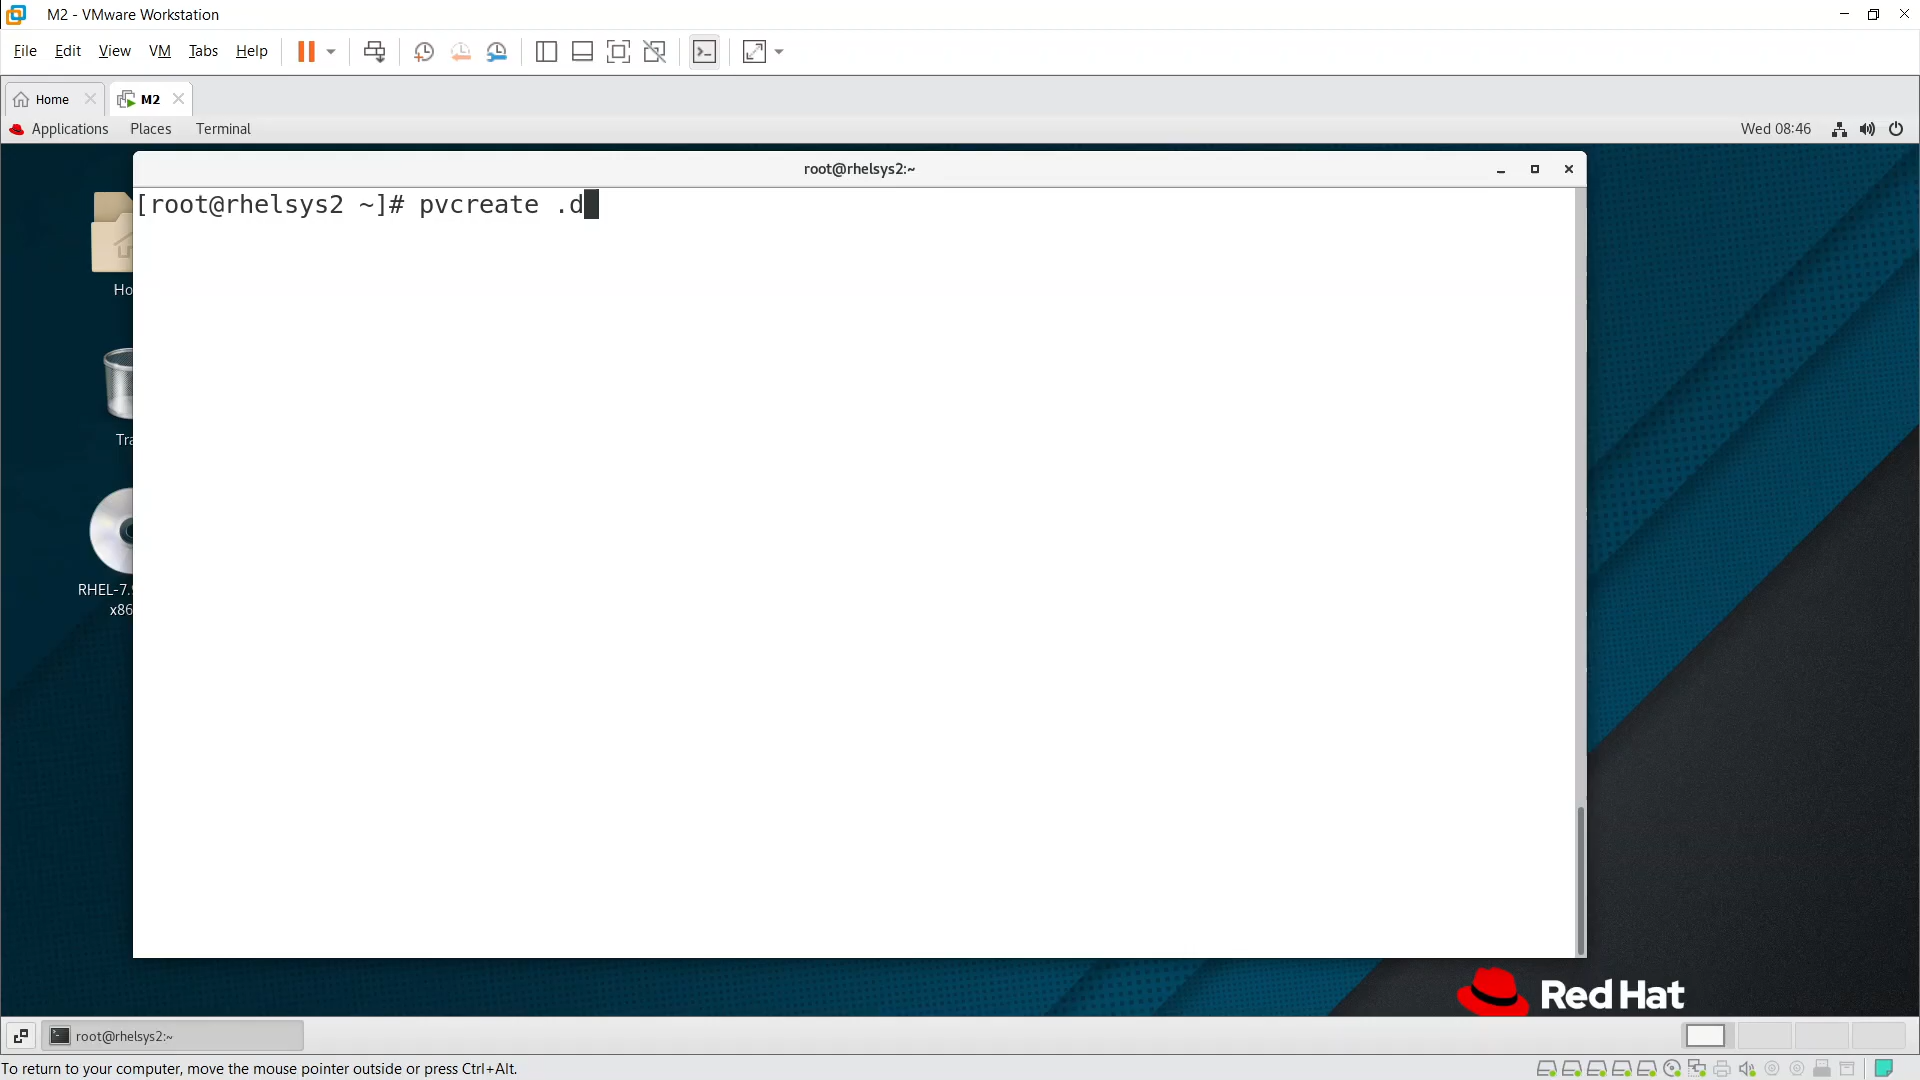 M2 - VMware Workstation
File Edit View VM Tabs Help
Home M2
Applications Places Terminal Wed 08:46
root@rhelsys2:~
[root@rhelsys2 ~]# pvcreate .d
Ho
Tra
RHEL-7.9
x86
Red Hat
root@rhelsys2:~
To return to your computer, move the mouse pointer outside or press Ctrl+Alt.